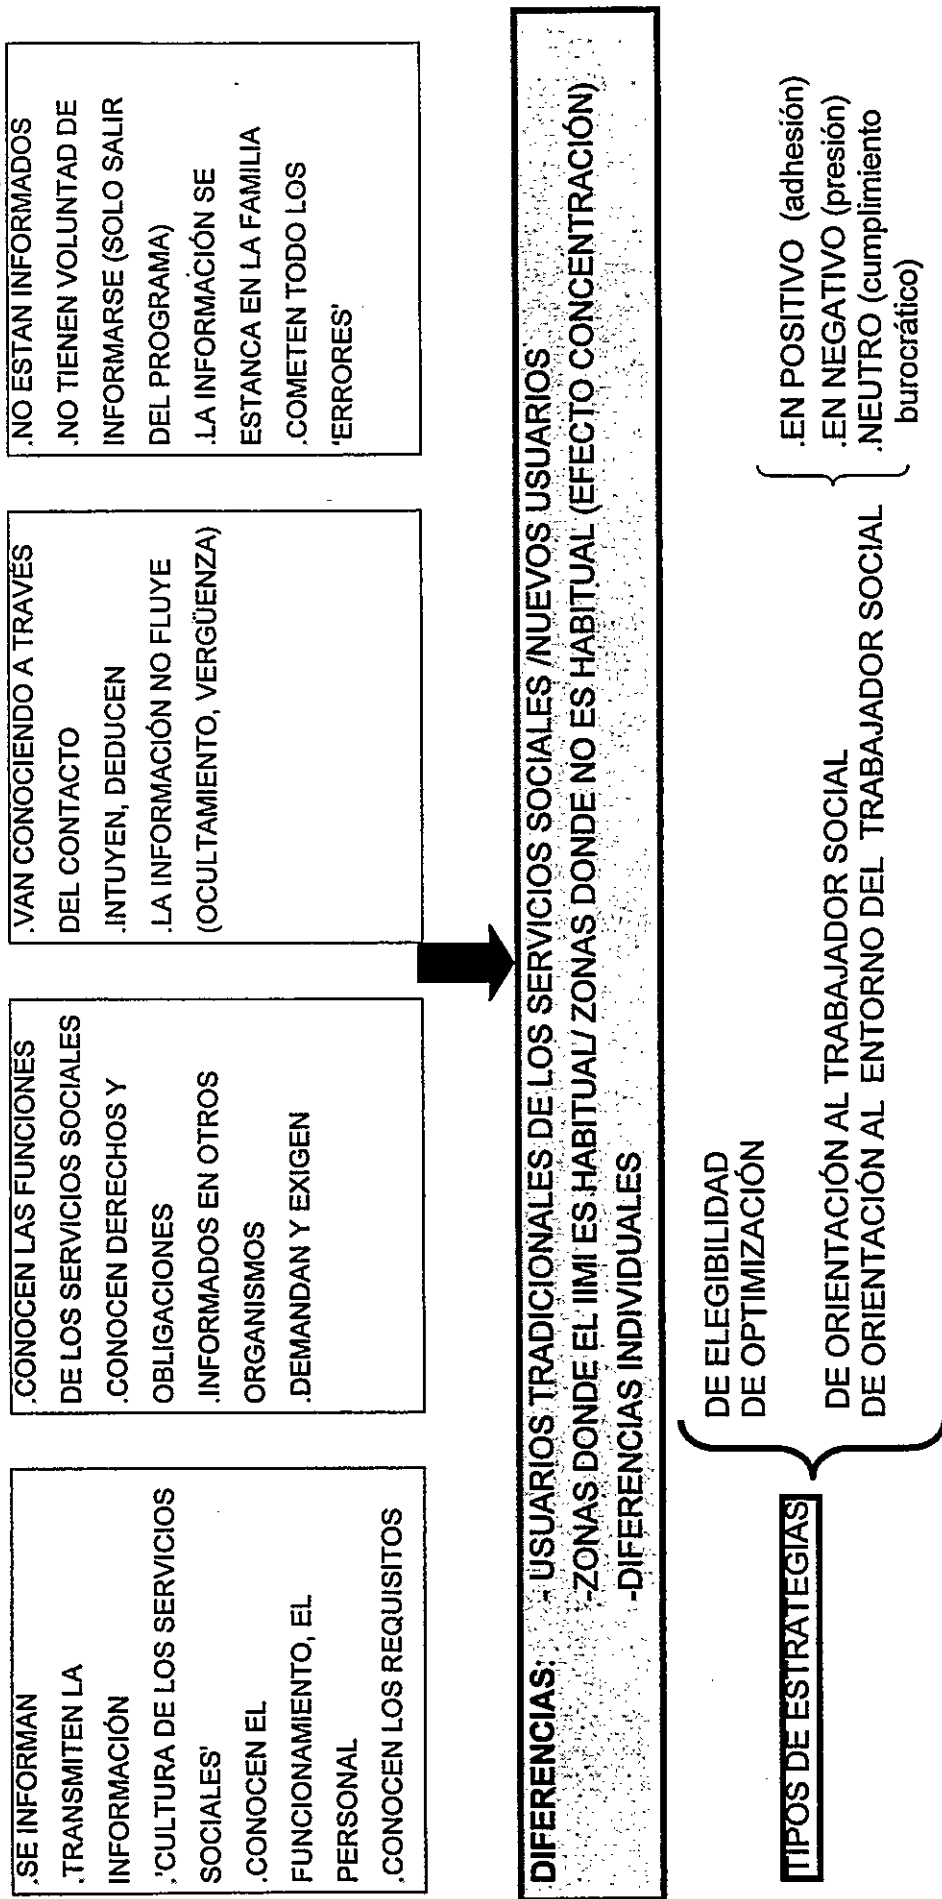 .SE INFORMAN
.TRANSMITEN LA
INFORMACIÓN
.'CULTURA DE LOS SERVICIOS
SOCIALES'
.CONOCEN EL
FUNCIONAMIENTO, EL
PERSONAL
.CONOCEN LOS REQUISITOS
.CONOCEN LAS FUNCIONES
DE LOS SERVICIOS SOCIALES
.CONOCEN DERECHOS Y
OBLIGACIONES
.INFORMADOS EN OTROS
ORGANISMOS
.DEMANDAN Y EXIGEN
.VAN CONOCIENDO A TRAVÉS
DEL CONTACTO
.INTUYEN, DEDUCEN
.LA INFORMACIÓN NO FLUYE
(OCULTAMIENTO, VERGÜENZA)
.NO ESTAN INFORMADOS
.NO TIENEN VOLUNTAD DE
INFORMARSE (SOLO SALIR
DEL PROGRAMA)
.LA INFORMACIÓN SE
ESTANCA EN LA FAMILIA
.COMETEN TODO LOS
'ERRORES'
DIFERENCIAS: - USUARIOS TRADICIONALES DE LOS SERVICIOS SOCIALES /NUEVOS USUARIOS
-ZONAS DONDE EL IIMI ES HABITUAL/ ZONAS DONDE NO ES HABITUAL (EFECTO CONCENTRACIÓN)
-DIFERENCIAS INDIVIDUALES
TIPOS DE ESTRATEGIAS
DE ELEGIBILIDAD
DE OPTIMIZACIÓN
DE ORIENTACIÓN AL TRABAJADOR SOCIAL
DE ORIENTACIÓN AL ENTORNO DEL TRABAJADOR SOCIAL
.EN POSITIVO (adhesión)
.EN NEGATIVO (presión)
.NEUTRO (cumplimiento
burocrático)